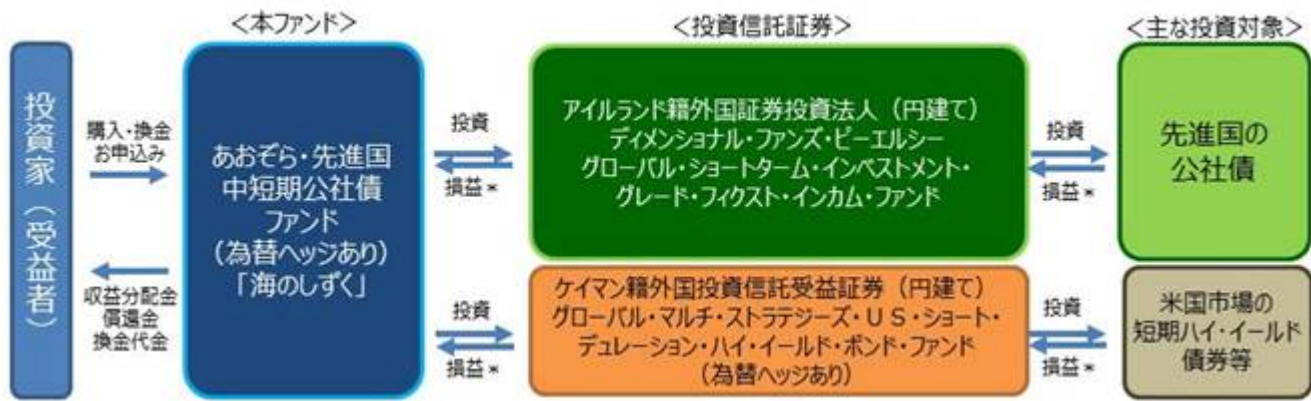 ＜本ファンド＞
＜投資信託証券＞
＜主な投資対象＞
投資家（受益者）
購入・換金
お申込み
収益分配金
償還金
換金代金
あおぞら・先進国
中短期公社債
ファンド
（為替ヘッジあり）
「海のしずく」
投資
損益＊
投資
損益＊
アイルランド籍外国証券投資法人（円建て）
ディメンショナル・ファンズ・ピーエルシー
グローバル・ショートターム・インベストメント・
グレード・フィクスト・インカム・ファンド
ケイマン籍外国投資信託受益証券（円建て）
グローバル・マルチ・ストラテジーズ・ＵＳ・ショート・
デュレーション・ハイ・イールド・ボンド・ファンド
（為替ヘッジあり）
投資
損益＊
投資
損益＊
先進国の
公社債
米国市場の
短期ハイ・イールド
債券等